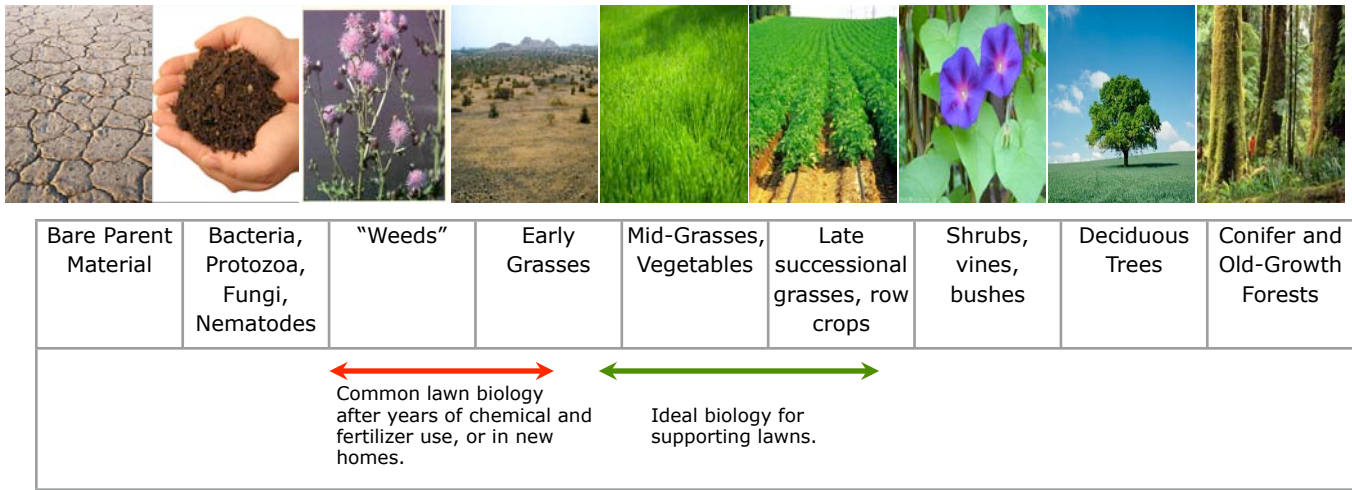 Bare Parent
Material
Bacteria,
Protozoa,
Fungi,
Nematodes
“Weeds”
Early
Grasses
Mid-Grasses,
Vegetables
Late
successional
grasses, row
crops
Shrubs,
vines,
bushes
Deciduous
Trees
Conifer and
Old-Growth
Forests
Common lawn biology
after years of chemical and
fertilizer use, or in new
homes.
Ideal biology for
supporting lawns.